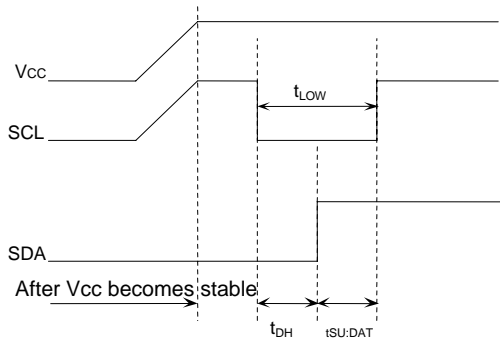 VCC
tLOW
SCL
SDA
After Vcc becomes stable
tDH
tSU:DAT